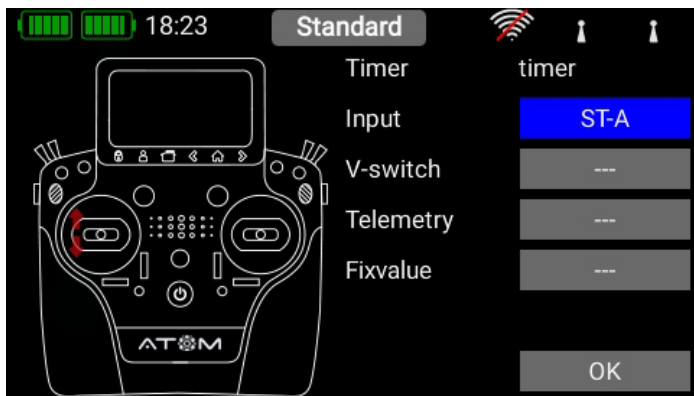 18:23 Standard
Timer timer
Input ST-A
V-switch ---
Telemetry ---
Fixvalue ---
ATOM
OK